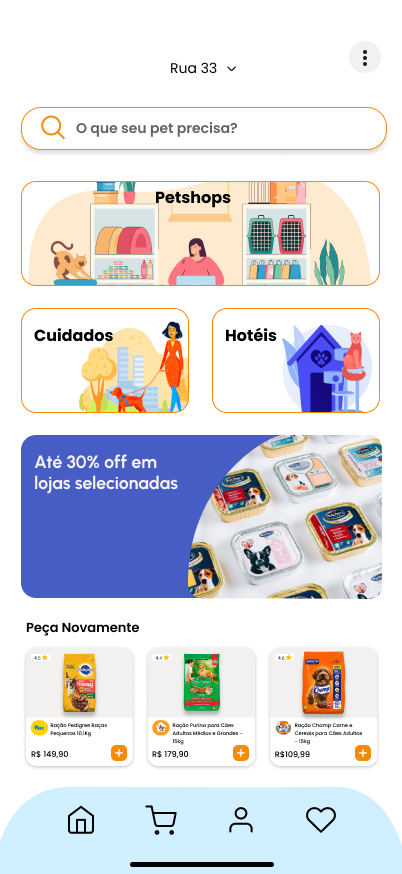 Rua 33
O que seu pet precisa?
Petshops
Cuidados
Hotéis
Até 30% off em
lojas selecionadas
Peça Novamente
4.5
4.4
4.6
Pedigree
Champ
Ração Pedigree Raças
Pequenas 10,1Kg
Ração Purina para Cães
Adultos Médios e Grandes -
15kg
Ração Champ Carne e
Cereais para Cães Adultos
- 15kg
R$ 149,90
R$ 179,90
R$109,99